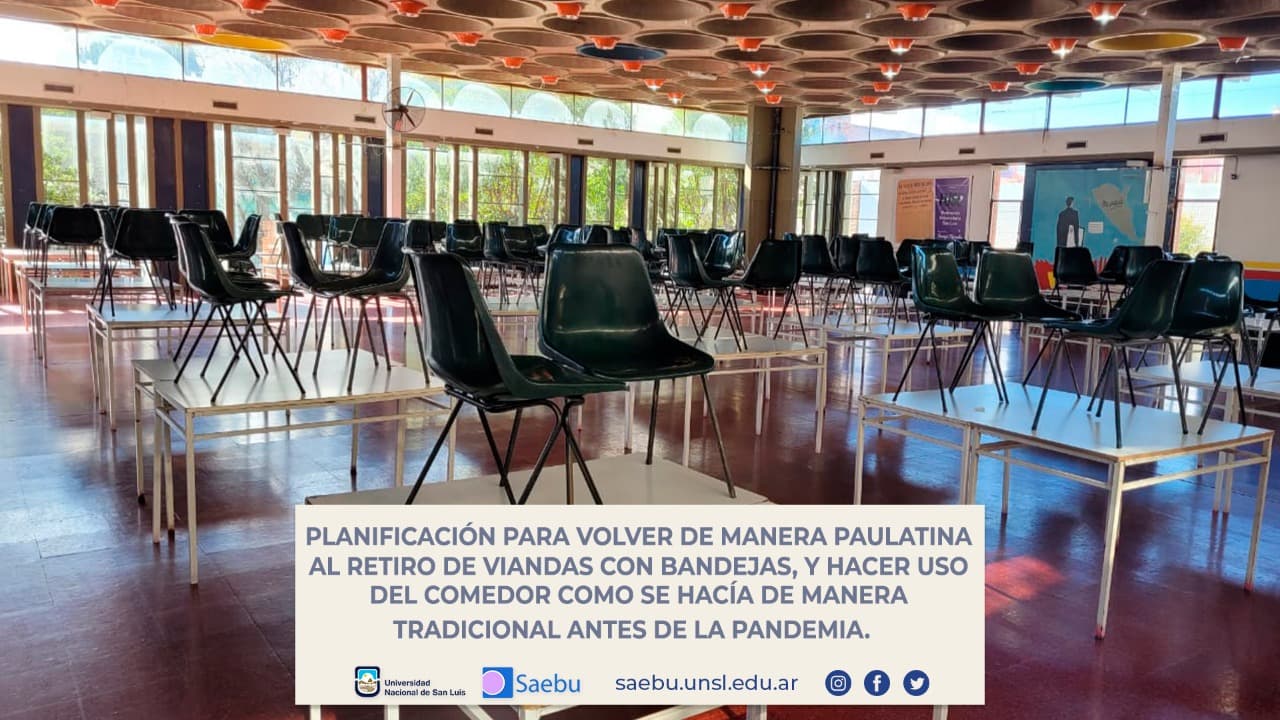 PLANIFICACIÓN PARA VOLVER DE MANERA PAULATINA
AL RETIRO DE VIANDAS CON BANDEJAS, Y HACER USO
DEL COMEDOR COMO SE HACÍA DE MANERA
TRADICIONAL ANTES DE LA PANDEMIA.
Universidad
Nacional de San Luis
Saebu
saebu.unsl.edu.ar